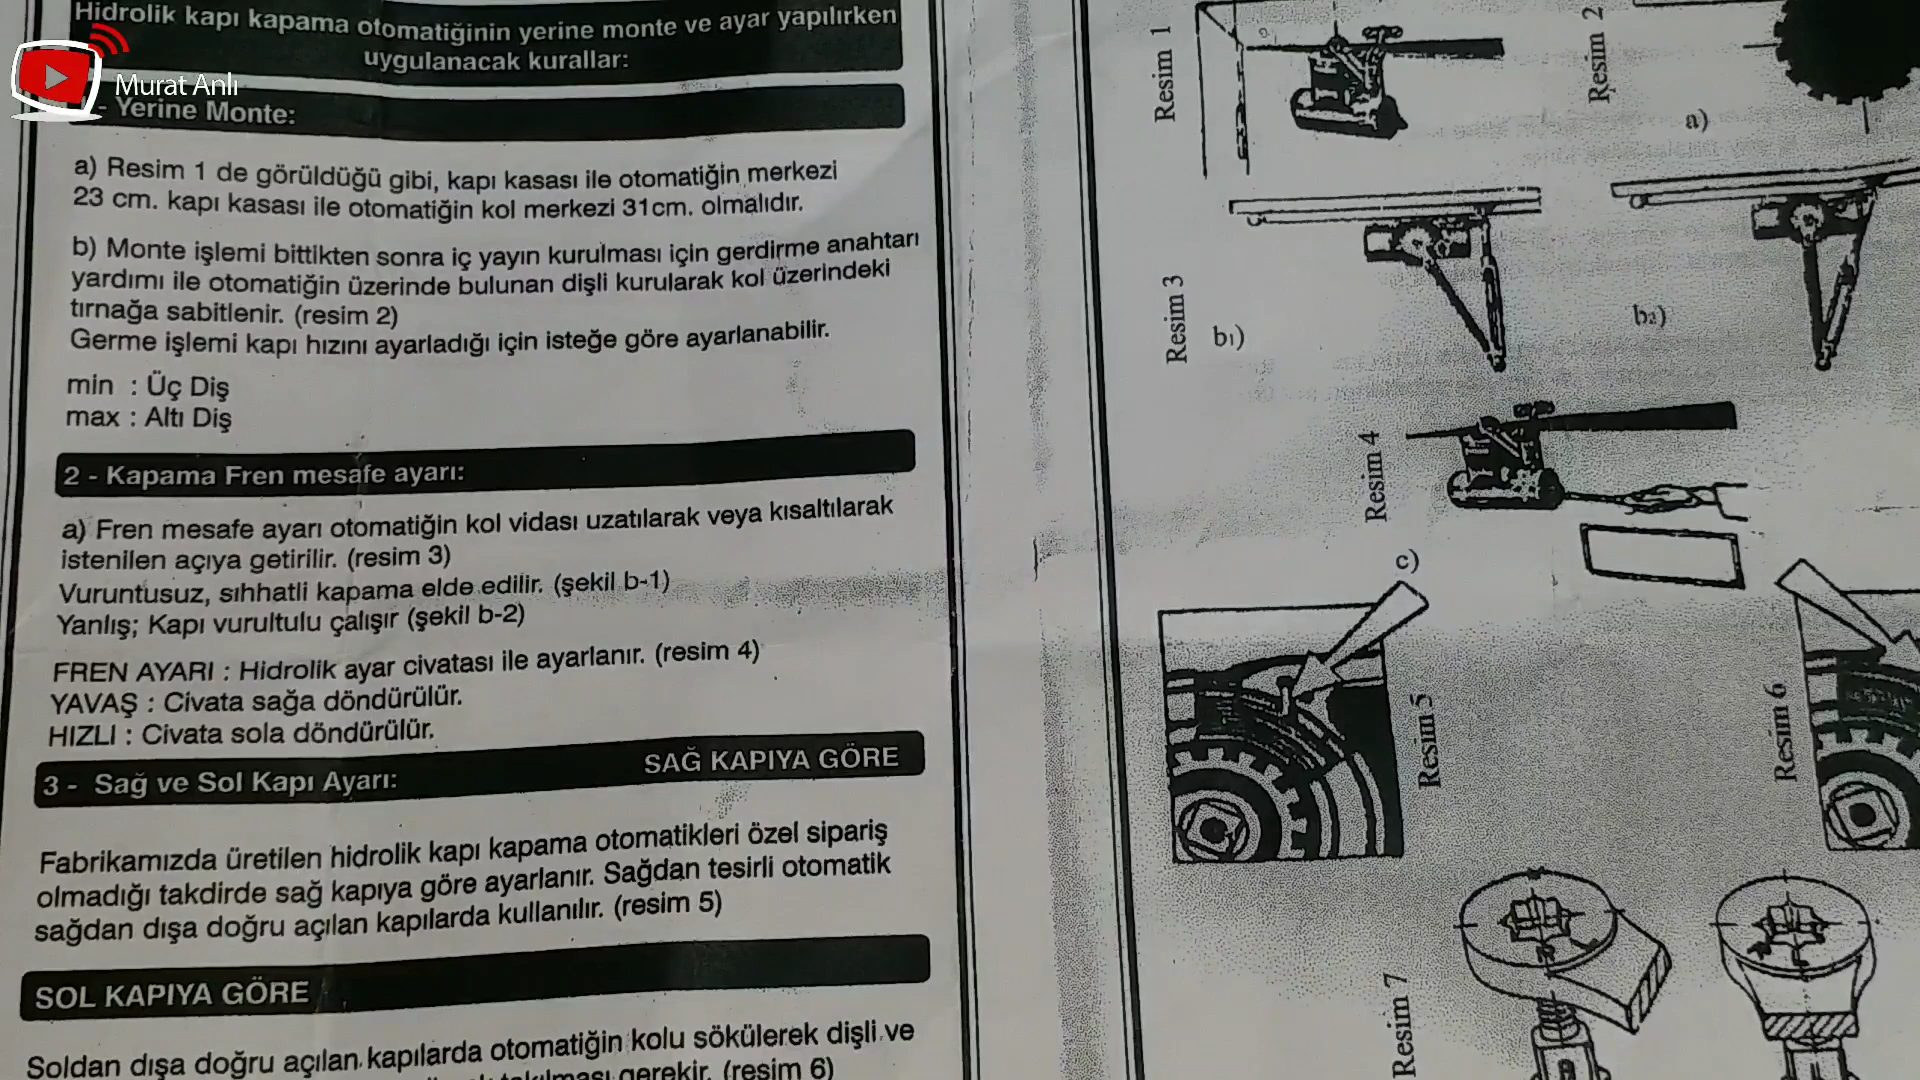 Murat Anlı
Hidrolik kapı kapama otomatiğinin yerine monte ve ayar yapılırken
uygulanacak kurallar:
- Yerine Monte:
a) Resim 1 de görüldüğü gibi, kapı kasası ile otomatiğin merkezi
23 cm. kapı kasası ile otomatiğin kol merkezi 31cm. olmalıdır.
b) Monte işlemi bittikten sonra iç yayın kurulması için gerdirme anahtarı
yardımı ile otomatiğin üzerinde bulunan dişli kurularak kol üzerindeki
tırnağa sabitlenir. (resim 2)
Germe işlemi kapı hızını ayarladığı için isteğe göre ayarlanabilir.
min : Üç Diş
max : Altı Diş
2 - Kapama Fren mesafe ayarı:
a) Fren mesafe ayarı otomatiğin kol vidası uzatılarak veya kısaltılarak
istenilen açıya getirilir. (resim 3)
Vuruntusuz, sıhhatli kapama elde edilir. (şekil b-1)
Yanlış; Kapı vurultulu çalışır (şekil b-2)
FREN AYARI : Hidrolik ayar civatası ile ayarlanır. (resim 4)
YAVAŞ : Civata sağa döndürülür.
HIZLI : Civata sola döndürülür.
3 - Sağ ve Sol Kapı Ayarı: SAĞ KAPIYA GÖRE
Fabrikamızda üretilen hidrolik kapı kapama otomatikleri özel sipariş
olmadığı takdirde sağ kapıya göre ayarlanır. Sağdan tesirli otomatik
sağdan dışa doğru açılan kapılarda kullanılır. (resim 5)
SOL KAPIYA GÖRE
Soldan dışa doğru açılan kapılarda otomatiğin kolu sökülerek dişli ve
takılması gerekir. (resim 6)
Resim 1
Resim 2
a)
Resim 3
b1)
b2)
Resim 4
c)
Resim 5
Resim 6
Resim 7